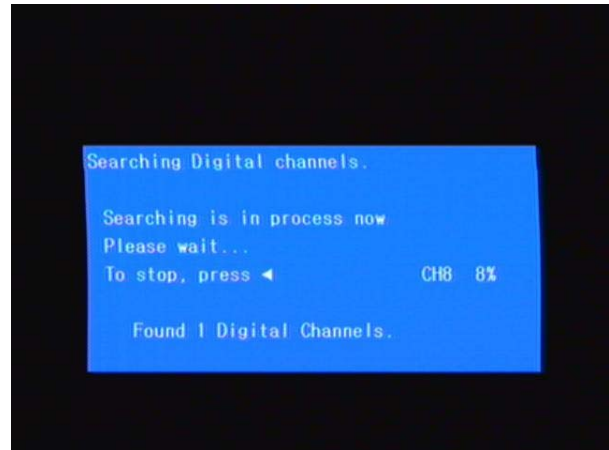 Searching Digital channels.
Searching is in process now
Please wait...
To stop, press ◄ CH8 8%
Found 1 Digital Channels.